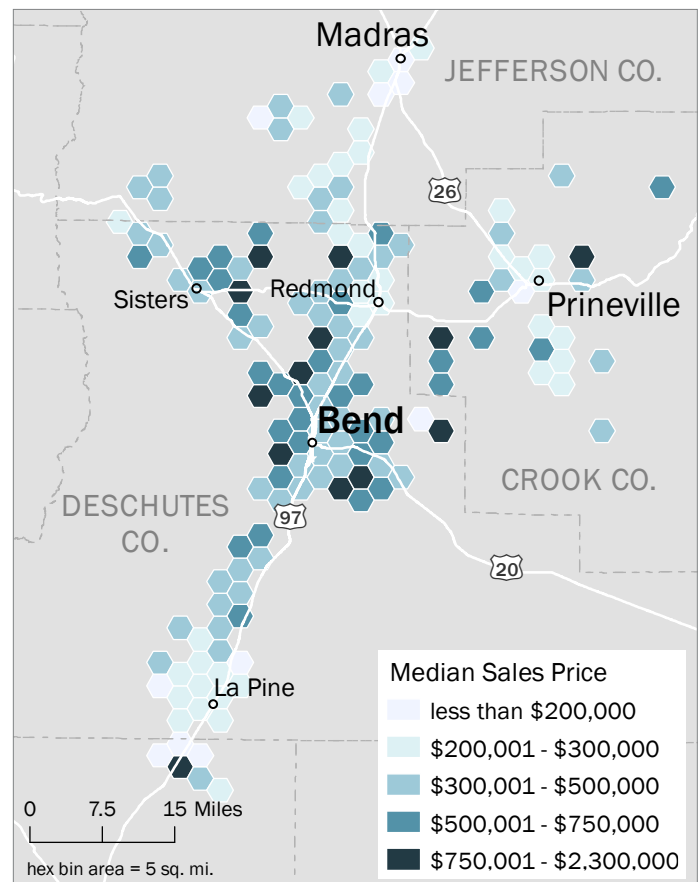 Madras
JEFFERSON CO.
26
Sisters
Redmond
Prineville
Bend
CROOK CO.
DESCHUTES
CO.
97
20
La Pine
Median Sales Price
less than $200,000
$200,001 - $300,000
$300,001 - $500,000
$500,001 - $750,000
$750,001 - $2,300,000
0 7.5 15 Miles
hex bin area = 5 sq. mi.